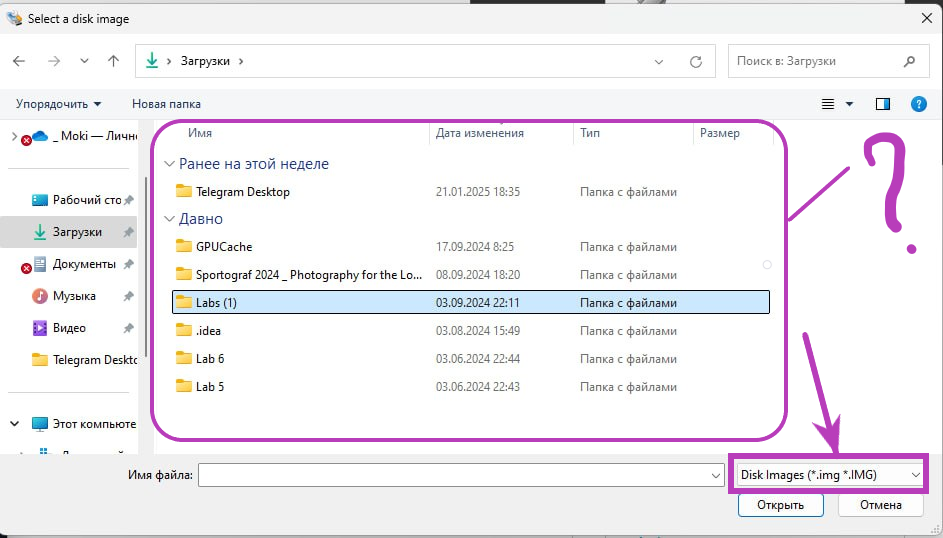 Select a disk image
Загрузки
Поиск в: Загрузки
Упорядочить
Новая папка
_ Moki — Личн
Рабочий сто
Загрузки
Документы
Музыка
Видео
Telegram Deskto
Этот компьюте
Имя Дата изменения Тип Размер
Ранее на этой неделе
Telegram Desktop 21.01.2025 18:35 Папка с файлами
Давно
GPUCache 17.09.2024 8:25 Папка с файлами
Sportograf 2024 _ Photography for the Lo... 08.09.2024 18:20 Папка с файлами
Labs (1) 03.09.2024 22:11 Папка с файлами
.idea 03.08.2024 15:49 Папка с файлами
Lab 6 03.06.2024 22:44 Папка с файлами
Lab 5 03.06.2024 22:43 Папка с файлами
?
Имя файла:
Disk Images (*.img *.IMG)
Открыть
Отмена